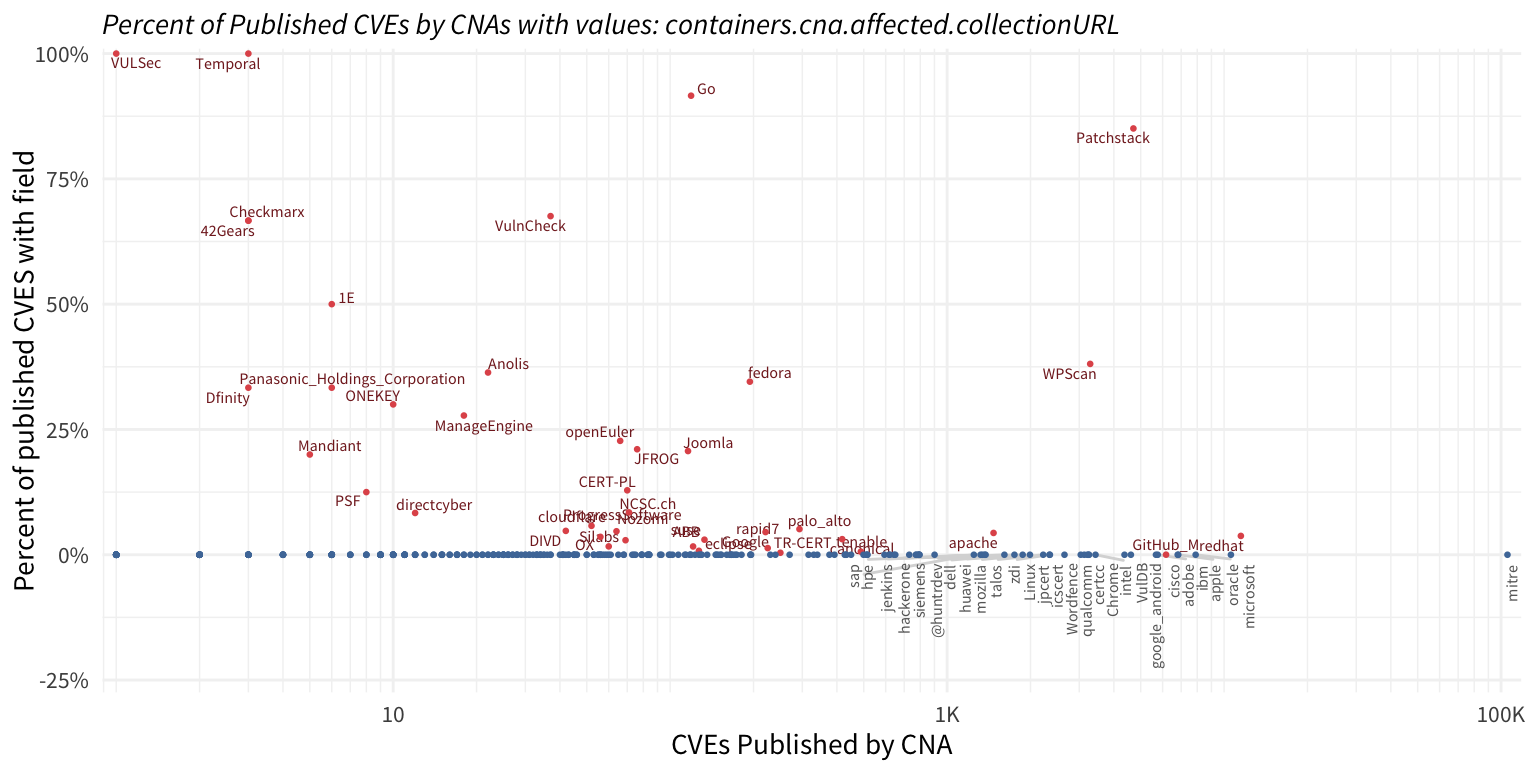 Percent of Published CVEs by CNAs with values: containers.cna.affected.collectionURL
Percent of published CVES with field
100%
75%
50%
25%
0%
-25%
VULSec
Temporal
Go
Patchstack
Checkmarx
42Gears
VulnCheck
1E
Anolis
fedora
WPScan
Panasonic_Holdings_Corporation
Dfinity
ONEKEY
ManageEngine
openEuler
Joomla
Mandiant
JFROG
CERT-PL
PSF
directcyber
NCSC.ch
cloudflare
ProgressSoftware
Nozomi
palo_alto
rapid7
suse
ABB
DIVD
OX
Silabs
eclipse
Google
TR-CERT
tenable
canonical
apache
GitHub_M
redhat
sap
hpe
jenkins
hackerone
siemens
@huntrdev
dell
huawei
mozilla
talos
zdi
Linux
jpcert
icscert
Wordfence
qualcomm
certcc
Chrome
intel
VulDB
google_android
cisco
adobe
ibm
apple
oracle
microsoft
mitre
10
1K
100K
CVEs Published by CNA